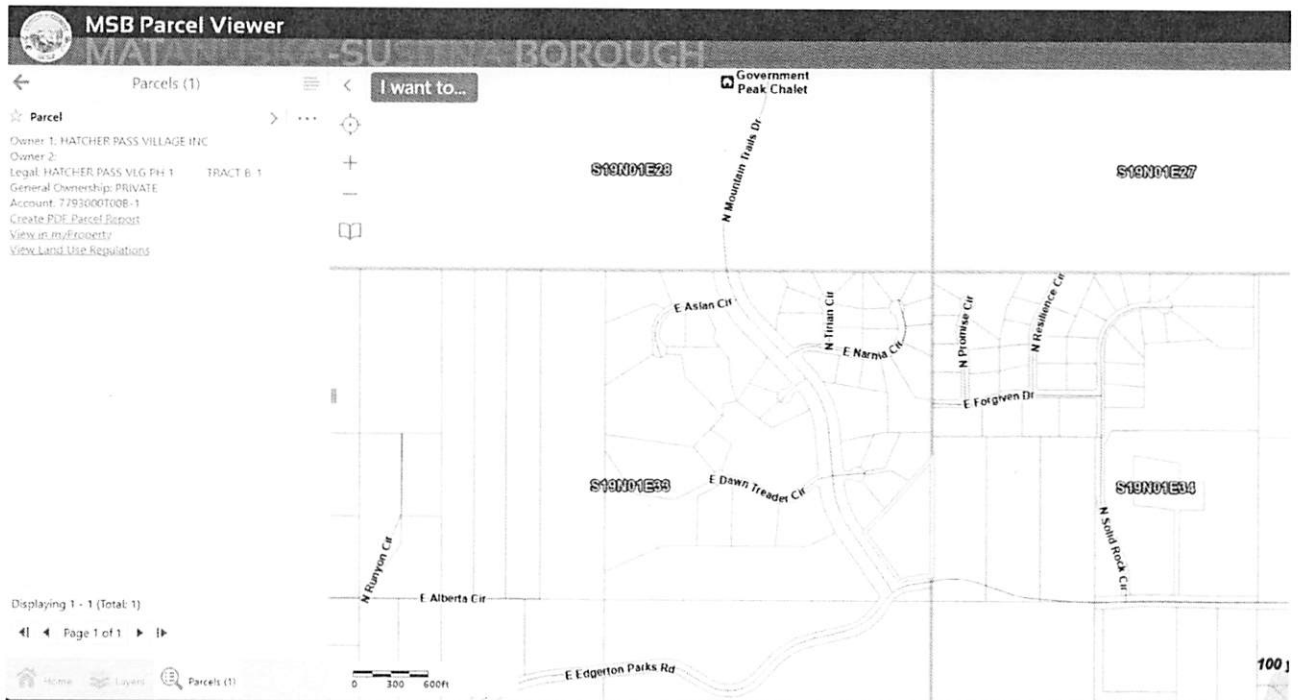 MSB Parcel Viewer
MATANUSKA-SUSITNA BOROUGH
Parcels (1)
Parcel
Owner 1: HATCHER PASS VILLAGE INC
Owner 2:
Legal: HATCHER PASS VLG PH 1 TRACT B-1
General Ownership: PRIVATE
Account: 7793000T00B-1
Create PDF Parcel Report
View in myProperty
View Land Use Regulations
Displaying 1 - 1 (Total: 1)
Page 1 of 1
Home
Layers
Parcels (1)
I want to...
Government
Peak Chalet
N Mountain Trails Dr
S19N01E28
S19N01E27
E Aslan Cir
N Tirian Cir
E Narnia Cir
N Promise Cir
N Resilience Cir
E Forgiven Dr
S19N01E33
E Dawn Treader Cir
S19N01E34
N Solid Rock Cir
N Runyon Cir
E Alberta Cir
E Edgerton Parks Rd
0 300 600ft
100